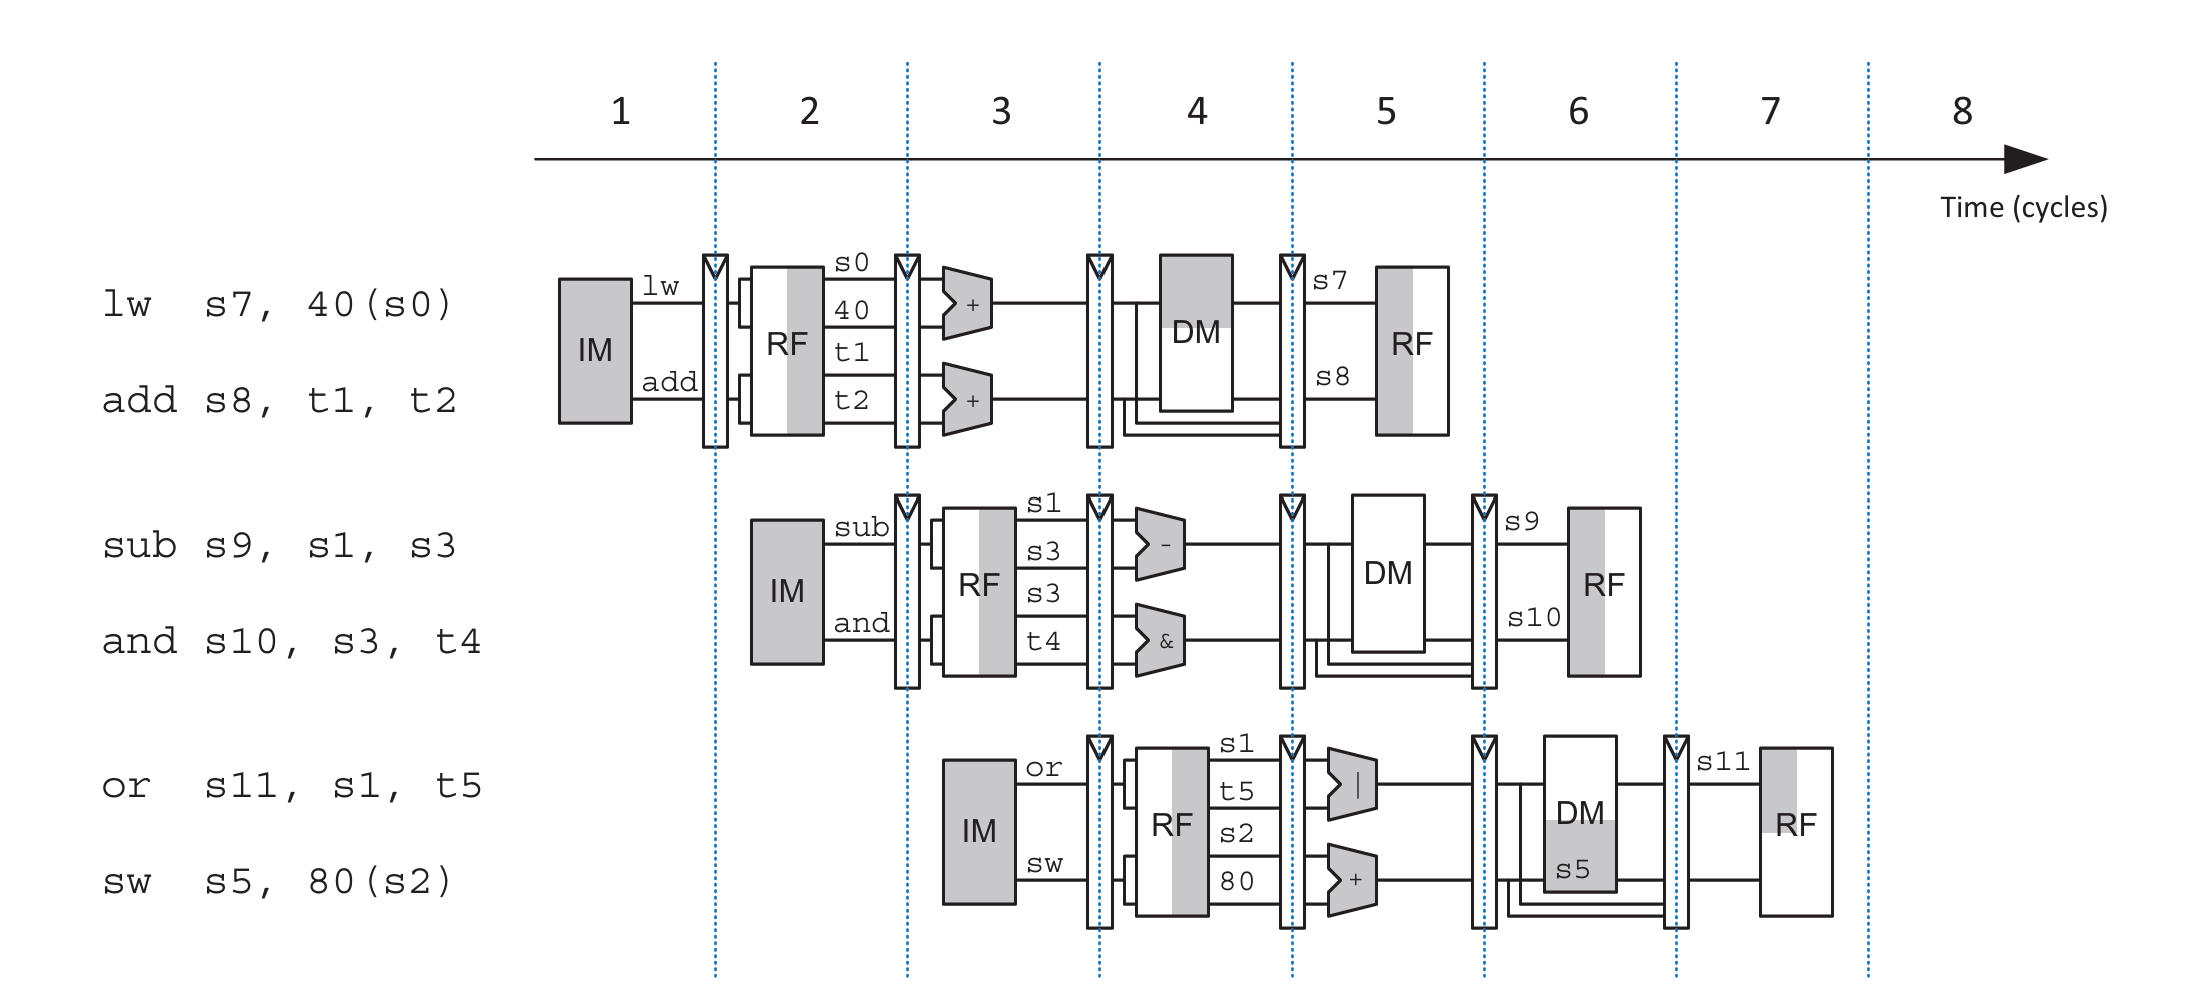 1 2 3 4 5 6 7 8
Time (cycles)
lw s7, 40(s0)
add s8, t1, t2
IM
lw
add
RF
s0
40
t1
t2
+
+
DM
s7
s8
RF
sub s9, s1, s3
and s10, s3, t4
IM
sub
and
RF
s1
s3
s3
t4
-
&
DM
s9
s10
RF
or s11, s1, t5
sw s5, 80(s2)
IM
or
sw
RF
s1
t5
s2
80
|
+
DM
s5
s11
RF